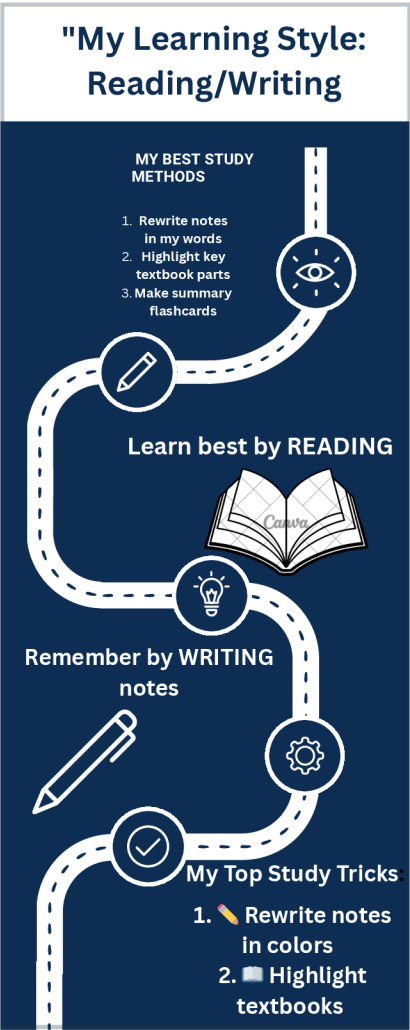 "My Learning Style:
Reading/Writing
MY BEST STUDY
METHODS
1. Rewrite notes
in my words
2. Highlight key
textbook parts
3. Make summary
flashcards
Learn best by READING
Canva
Remember by WRITING
notes
My Top Study Tricks:
1. ✏️ Rewrite notes
in colors
2. 📖 Highlight
textbooks